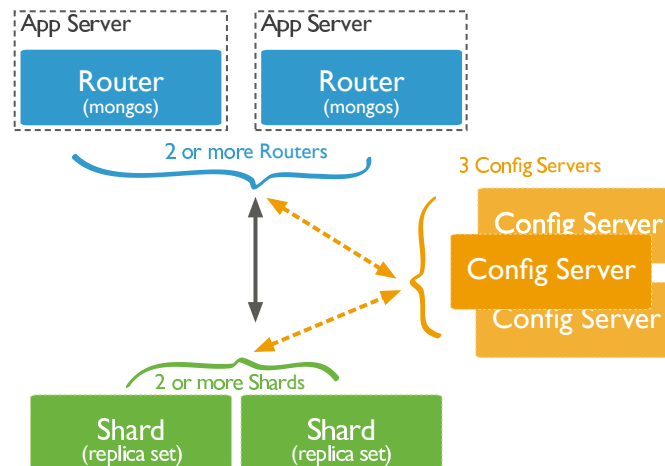 App Server
App Server
Router
(mongos)
Router
(mongos)
2 or more Routers
3 Config Servers
Config Server
Config Server
Config Server
2 or more Shards
Shard
(replica set)
Shard
(replica set)